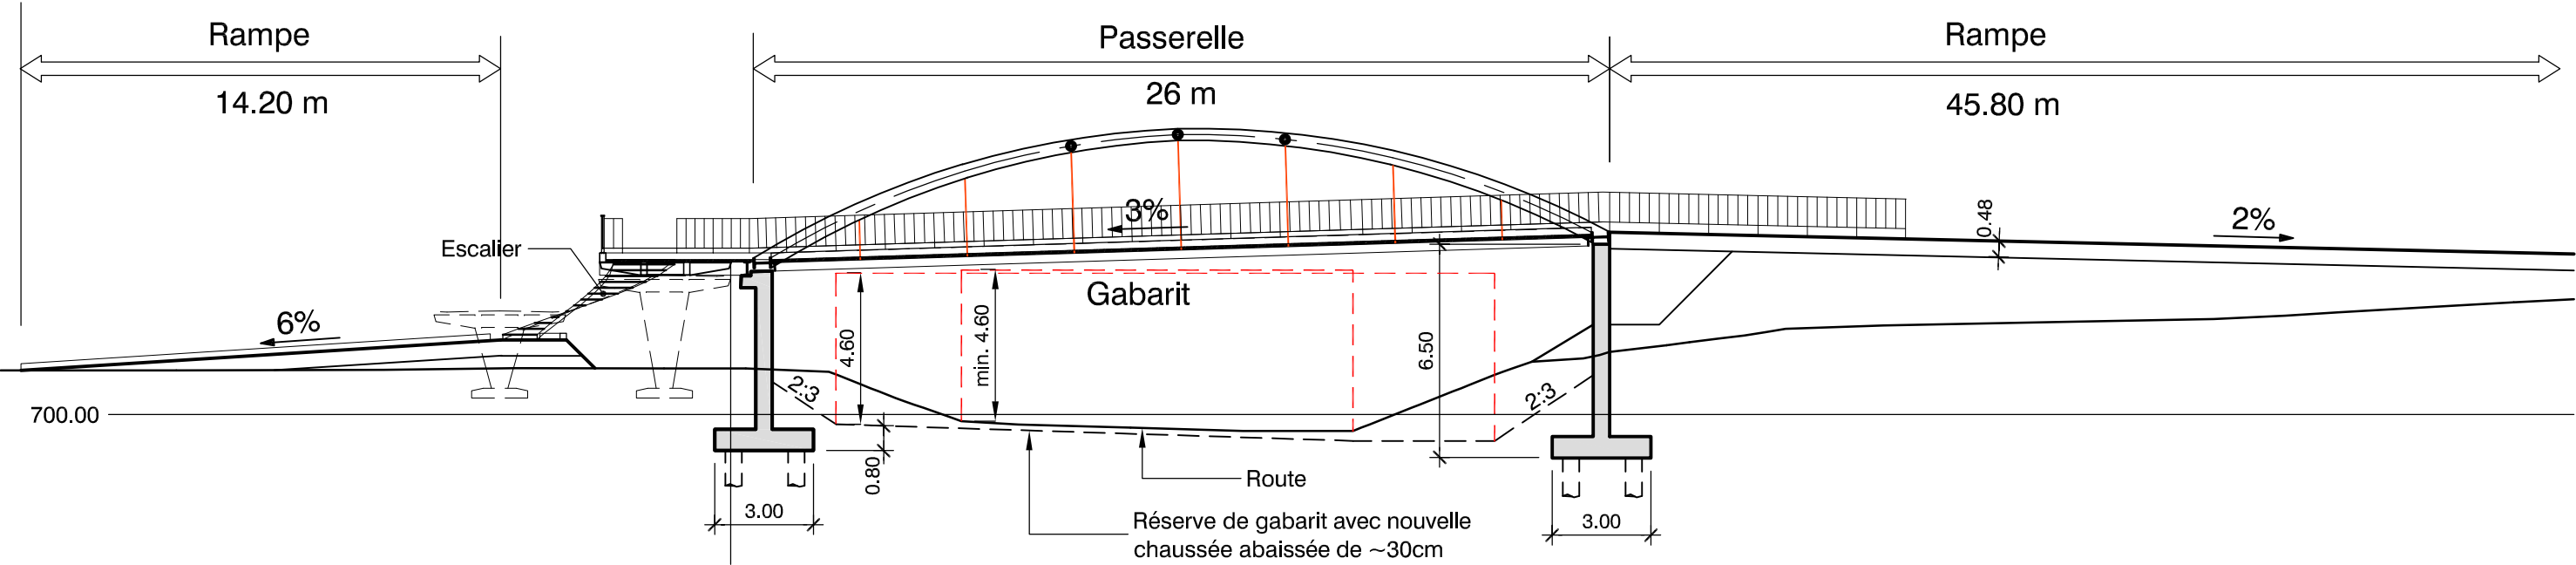 Rampe
Passerelle
Rampe
14.20 m
26 m
45.80 m
3%
0.48
2%
Escalier
Gabarit
6%
4.60
min. 4.60
6.50
2:3
2:3
700.00
0.80
Route
3.00
Réserve de gabarit avec nouvelle
chaussée abaissée de ~30cm
3.00